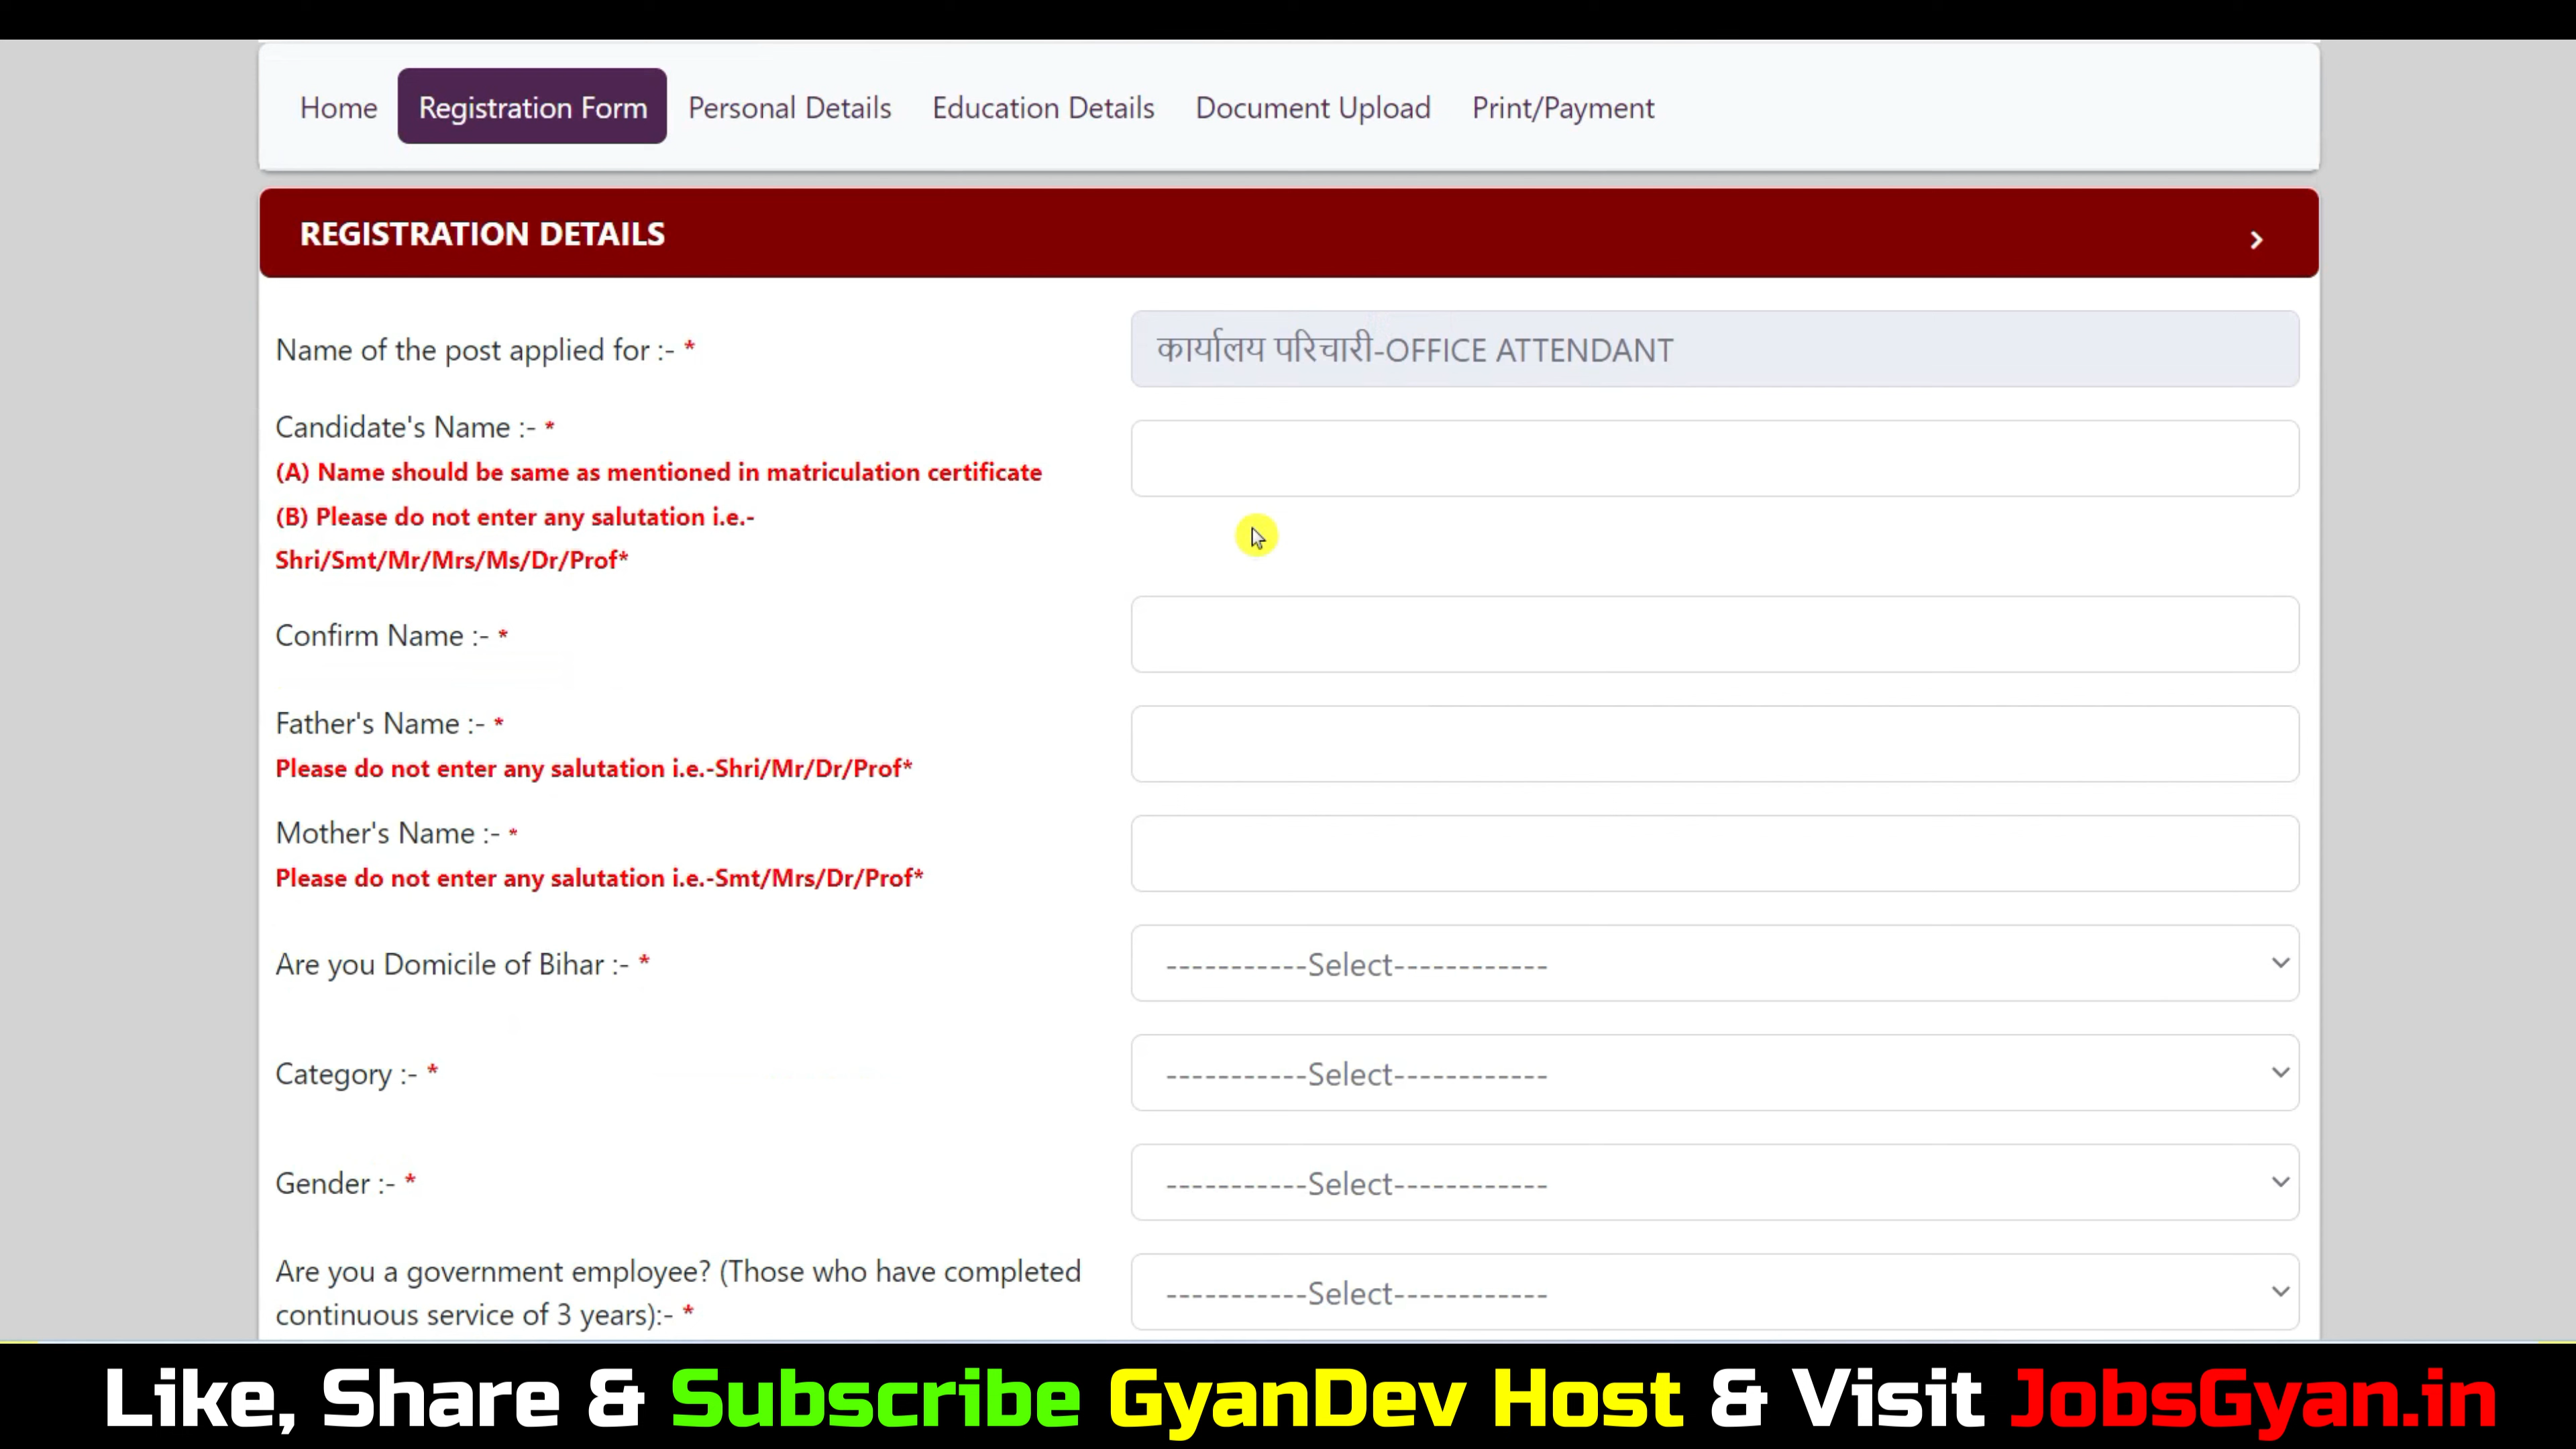 Home Registration Form Personal Details Education Details Document Upload Print/Payment
REGISTRATION DETAILS
Name of the post applied for :- *
कार्यालय परिचारी-OFFICE ATTENDANT
Candidate's Name :- *
(A) Name should be same as mentioned in matriculation certificate
(B) Please do not enter any salutation i.e.-
Shri/Smt/Mr/Mrs/Ms/Dr/Prof*
Confirm Name :- *
Father's Name :- *
Please do not enter any salutation i.e.-Shri/Mr/Dr/Prof*
Mother's Name :- *
Please do not enter any salutation i.e.-Smt/Mrs/Dr/Prof*
Are you Domicile of Bihar :- *
-----------Select------------
Category :- *
-----------Select------------
Gender :- *
-----------Select------------
Are you a government employee? (Those who have completed
continuous service of 3 years):- *
-----------Select------------
Like, Share & Subscribe GyanDev Host & Visit JobsGyan.in